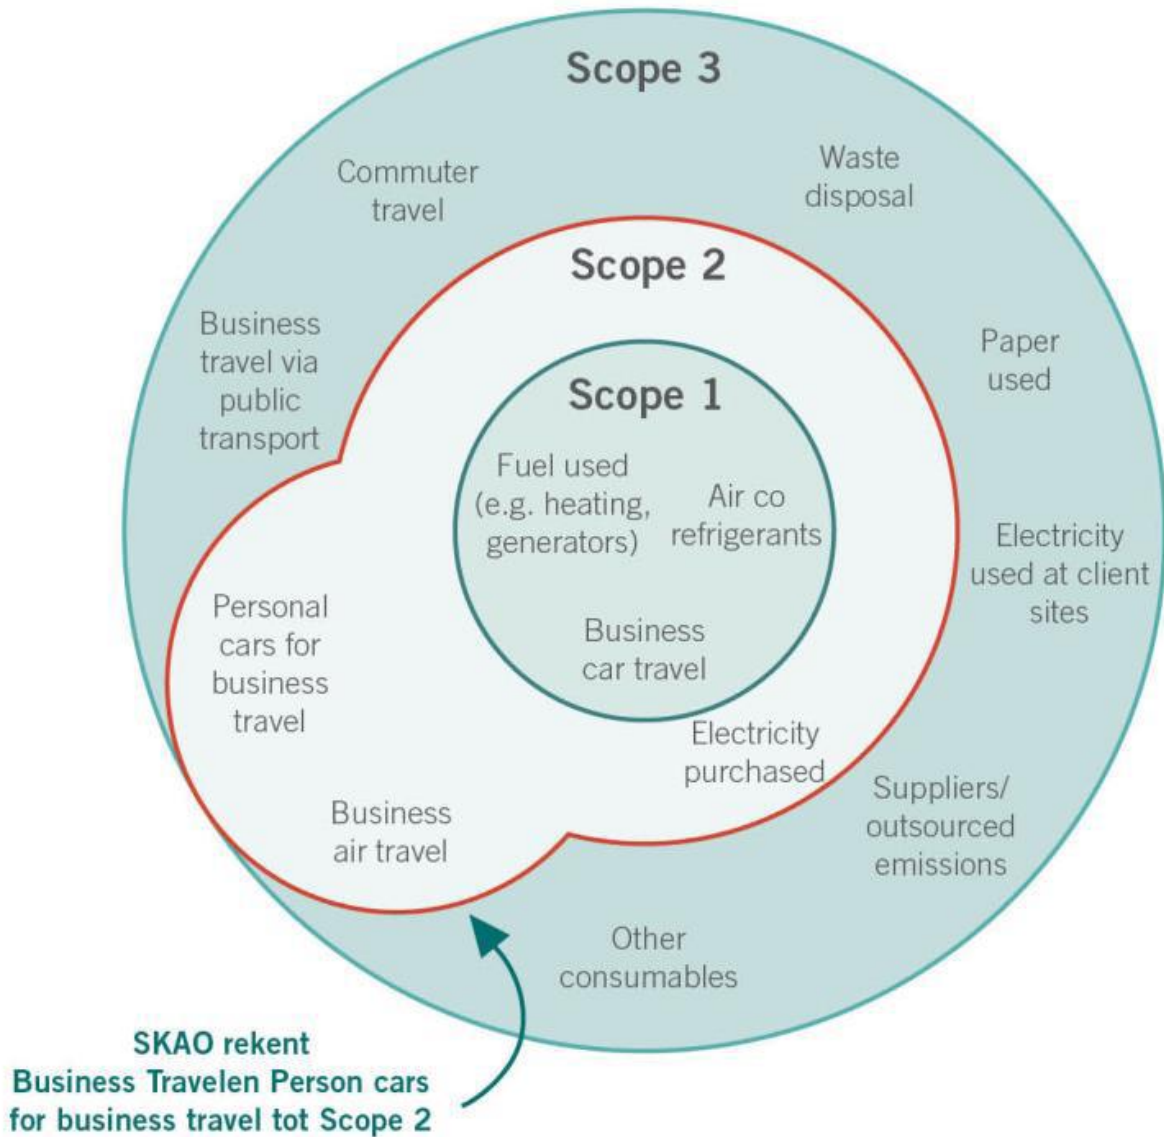 Scope 3
Commuter
travel
Waste
disposal
Scope 2
Business
travel via
public
transport
Paper
used
Scope 1
Fuel used
(e.g. heating,
generators)
Air co
refrigerants
Electricity
used at client
sites
Personal
cars for
business
travel
Business
car travel
Electricity
purchased
Business
air travel
Suppliers/
outsourced
emissions
Other
consumables
SKAO rekent
Business Travelen Person cars
for business travel tot Scope 2